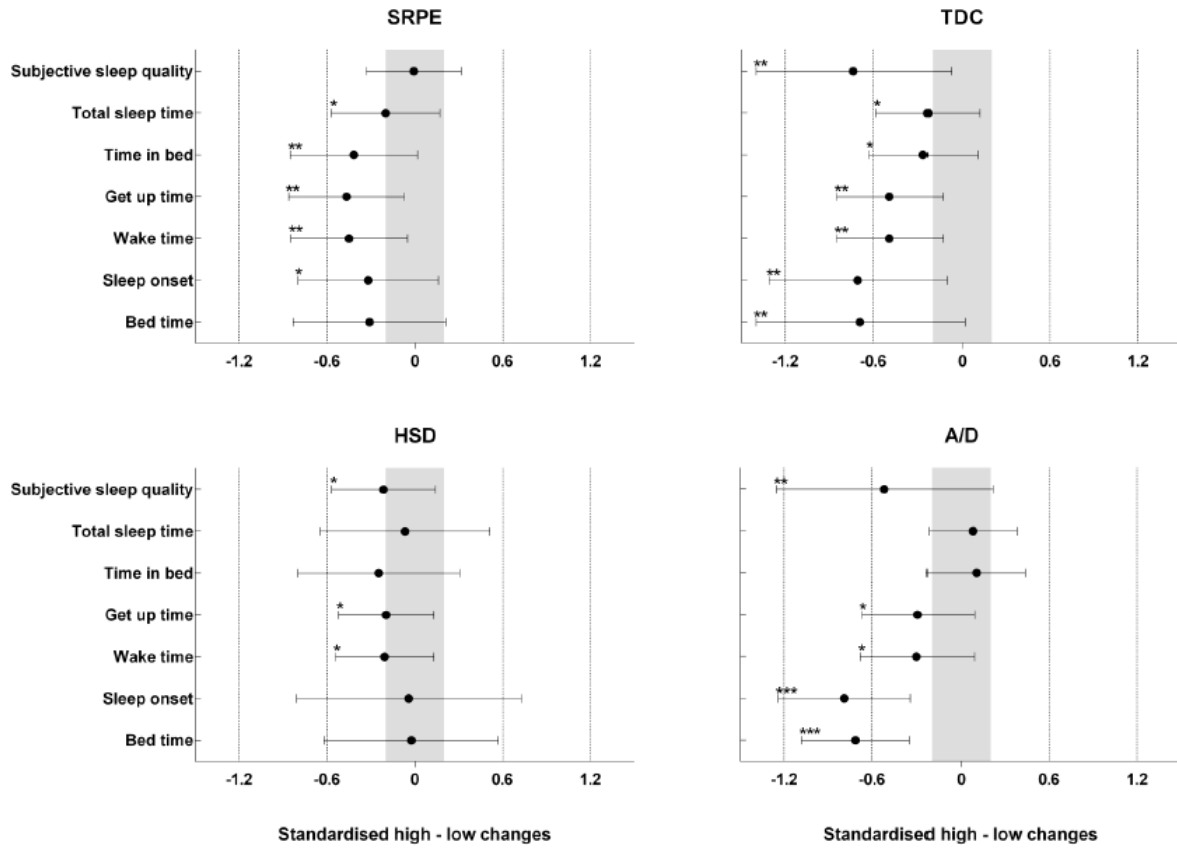 SRPE
Subjective sleep quality
**
Total sleep time
*
*
Time in bed
**
*
Get up time
**
**
Wake time
**
**
Sleep onset
*
**
Bed time
**
-1.2 -0.6 0 0.6 1.2
TDC
-1.2 -0.6 0 0.6 1.2
HSD
Subjective sleep quality
*
**
Total sleep time
Time in bed
Get up time
*
*
Wake time
*
*
Sleep onset
***
Bed time
***
-1.2 -0.6 0 0.6 1.2
Standardised high - low changes
A/D
-1.2 -0.6 0 0.6 1.2
Standardised high - low changes